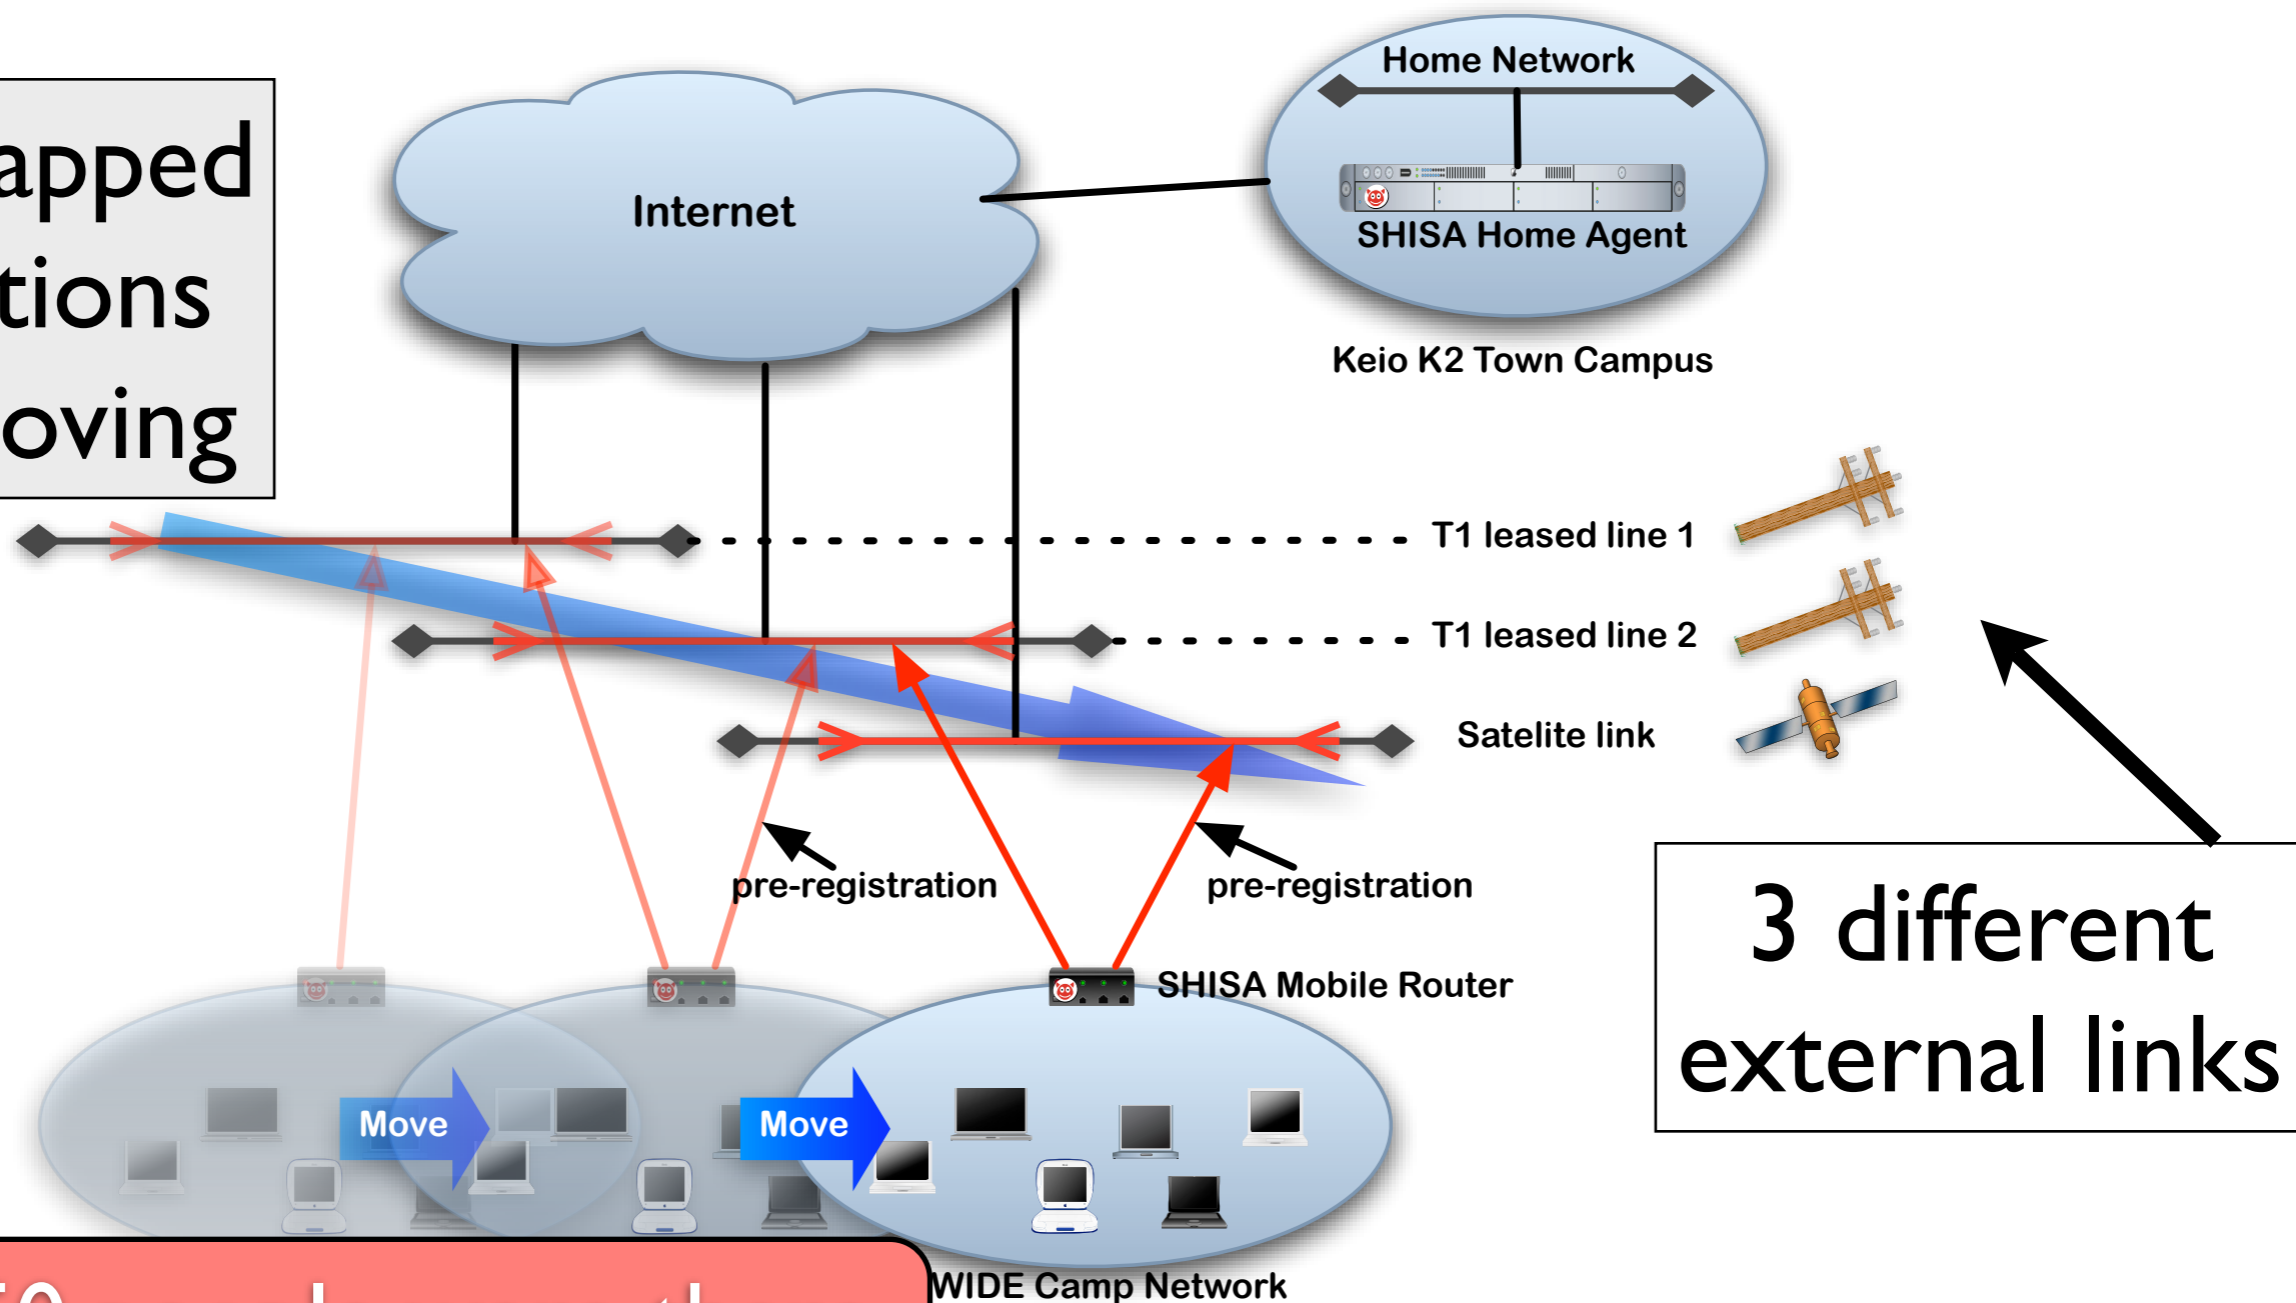 Home Network
SHISA Home Agent
Keio K2 Town Campus
Internet
apped
tions
oving
T1 leased line 1
T1 leased line 2
Satelite link
pre-registration
pre-registration
3 different
external links
SHISA Mobile Router
Move
Move
WIDE Camp Network